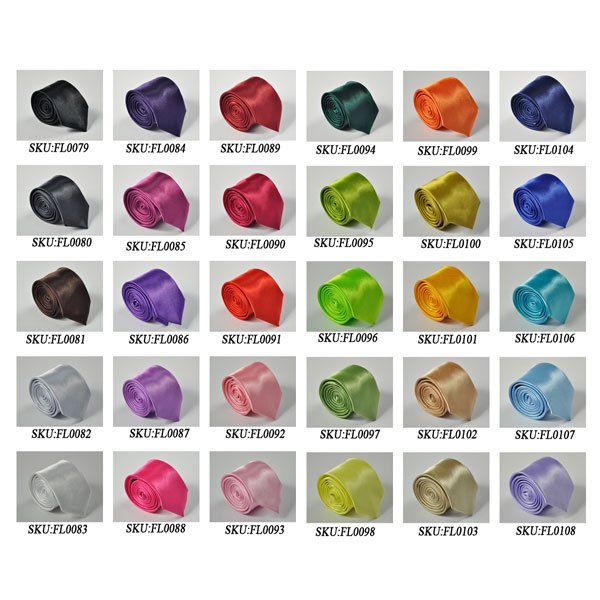 SKU:FL0079 SKU:FL0084 SKU:FL0089 SKU:FL0094 SKU:FL0099 SKU:FL0104
SKU:FL0080 SKU:FL0085 SKU:FL0090 SKU:FL0095 SKU:FL0100 SKU:FL0105
SKU:FL0081 SKU:FL0086 SKU:FL0091 SKU:FL0096 SKU:FL0101 SKU:FL0106
SKU:FL0082 SKU:FL0087 SKU:FL0092 SKU:FL0097 SKU:FL0102 SKU:FL0107
SKU:FL0083 SKU:FL0088 SKU:FL0093 SKU:FL0098 SKU:FL0103 SKU:FL0108